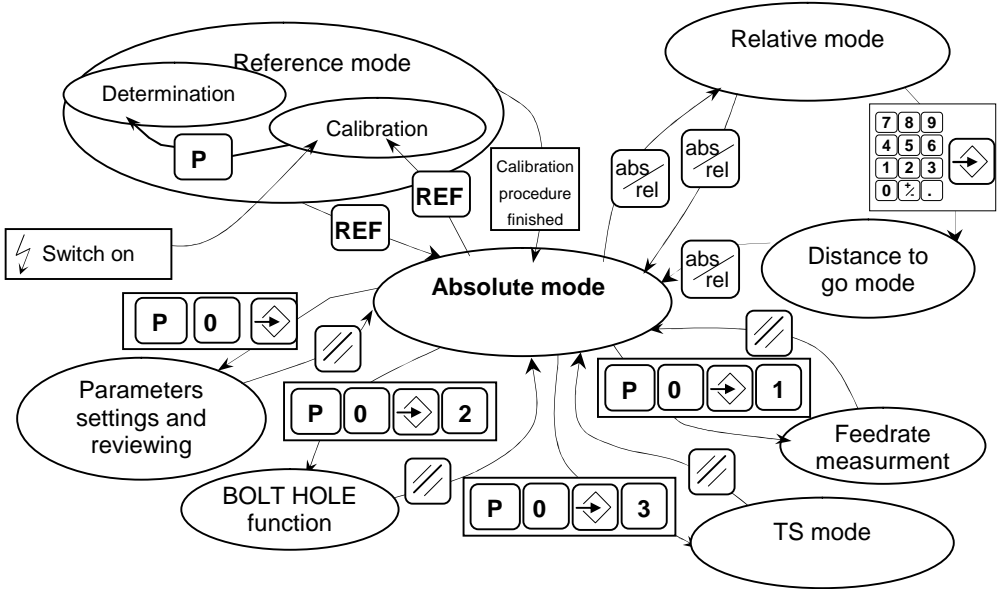 Relative mode
Reference mode
Determination
Calibration
P
REF
REF
Calibration
procedure
finished
abs
rel
abs
rel
7 8 9
4 5 6
1 2 3
0 +/- .
Switch on
abs
rel
Distance to
go mode
Absolute mode
P 0
Parameters
settings and
reviewing
P 0 2
P 0 1
Feedrate
measurment
BOLT HOLE
function
P 0 3
TS mode